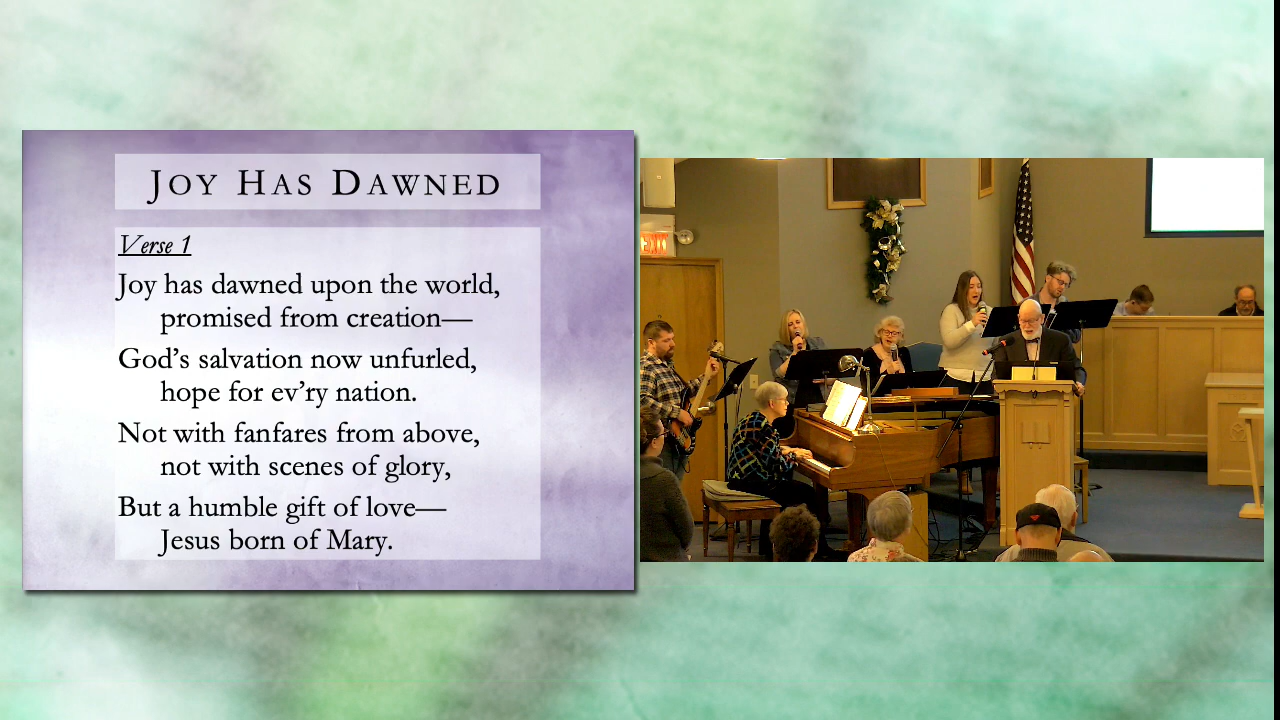 JOY HAS DAWNED
Verse 1
Joy has dawned upon the world,
promised from creation—
God’s salvation now unfurled,
hope for ev’ry nation.
Not with fanfares from above,
not with scenes of glory,
But a humble gift of love—
Jesus born of Mary.
EXIT